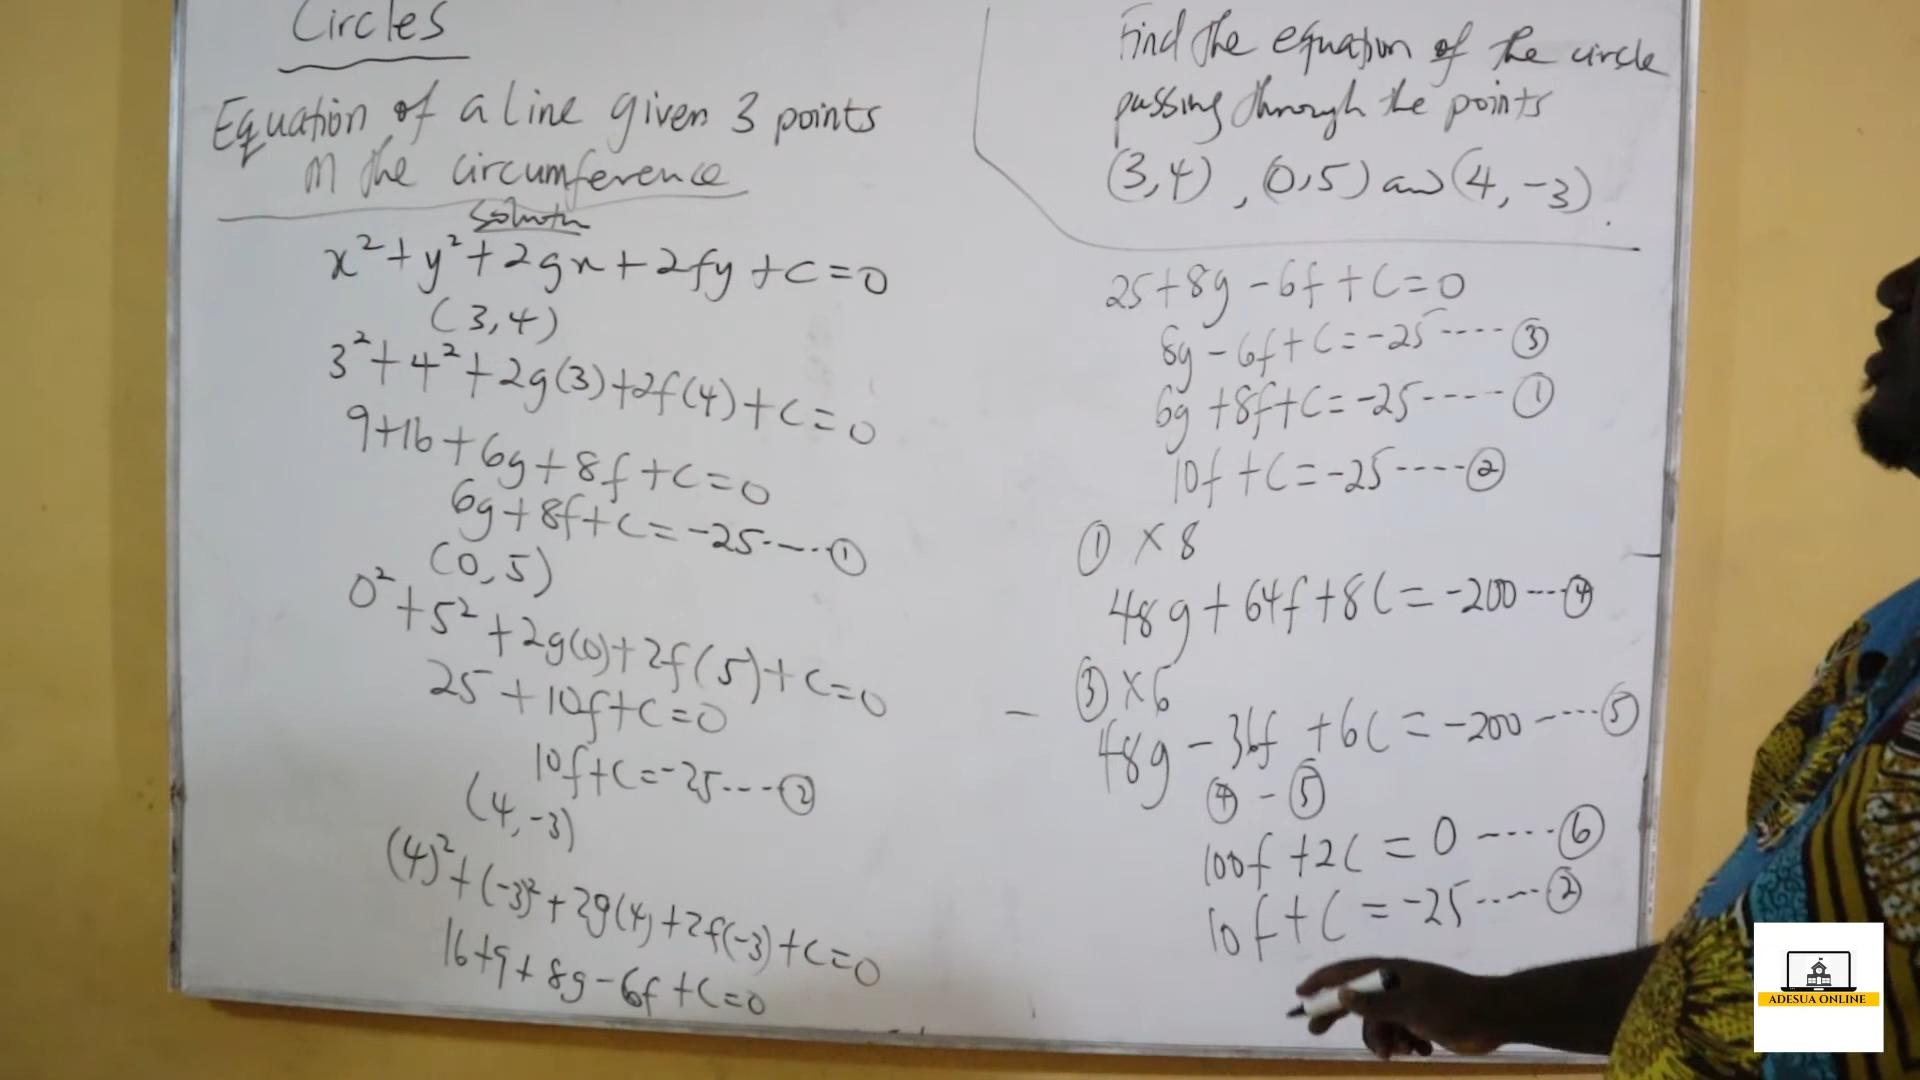 Circles
Equation of a line given 3 points
on the circumference
x² + y² + 2gx + 2fy + c = 0
(3, 4)
3² + 4² + 2g(3) + 2f(4) + c = 0
9 + 16 + 6g + 8f + c = 0
6g + 8f + c = -25 ---- ①
(0, 5)
0² + 5² + 2g(0) + 2f(5) + c = 0
25 + 10f + c = 0
10f + c = -25 ---- ②
(4, -3)
(4)² + (-3)² + 2g(4) + 2f(-3) + c = 0
16 + 9 + 8g - 6f + c = 0
Find the equation of the circle
passing through the points
(3, 4) , (0, 5) and (4, -3).
25 + 8g - 6f + c = 0
8g - 6f + c = -25 ---- ③
6g + 8f + c = -25 ---- ①
10f + c = -25 ---- ②
① × 8
48g + 64f + 8c = -200 --- ④
③ × 6
- 48g - 36f + 6c = -200 ---- ⑤
④ - ⑤
100f + 2c = 0 ---- ⑥
10f + c = -25 ---- ②
ADESUA ONLINE